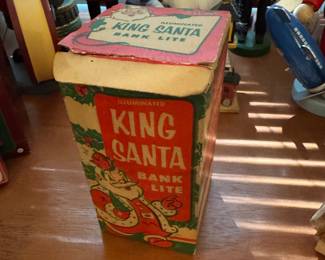 ILLUMINATED
KING SANTA
BANK LITE
ILLUMINATED
KING
SANTA
BANK
LITE